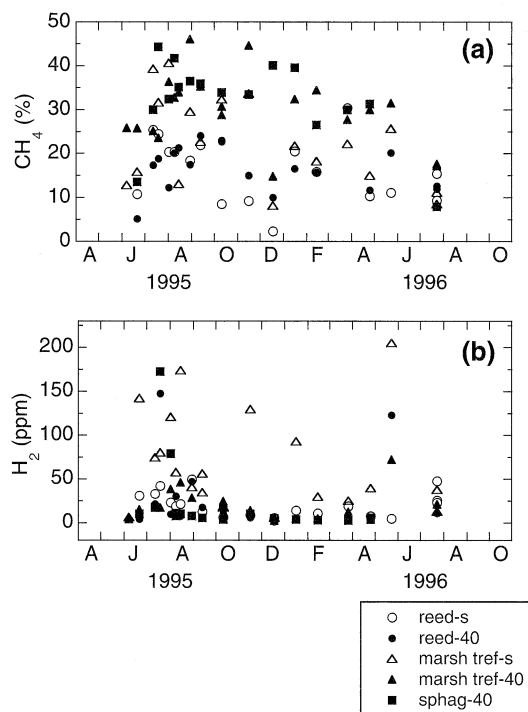 (a)
CH₄ (%)
50
40
30
20
10
0
A J A O D F A J A O
1995 1996
(b)
H₂ (ppm)
200
150
100
50
0
A J A O D F A J A O
1995 1996
reed-s
reed-40
marsh tref-s
marsh tref-40
sphag-40